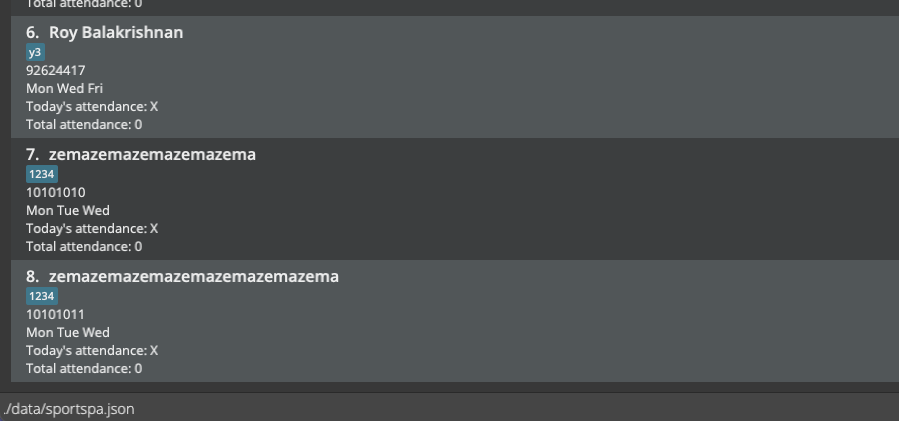 Total attendance: 0
6. Roy Balakrishnan
y3
92624417
Mon Wed Fri
Today's attendance: X
Total attendance: 0
7. zemazemazemazemazema
1234
10101010
Mon Tue Wed
Today's attendance: X
Total attendance: 0
8. zemazemazemazemazemazemazema
1234
10101011
Mon Tue Wed
Today's attendance: X
Total attendance: 0
./data/sportspa.json